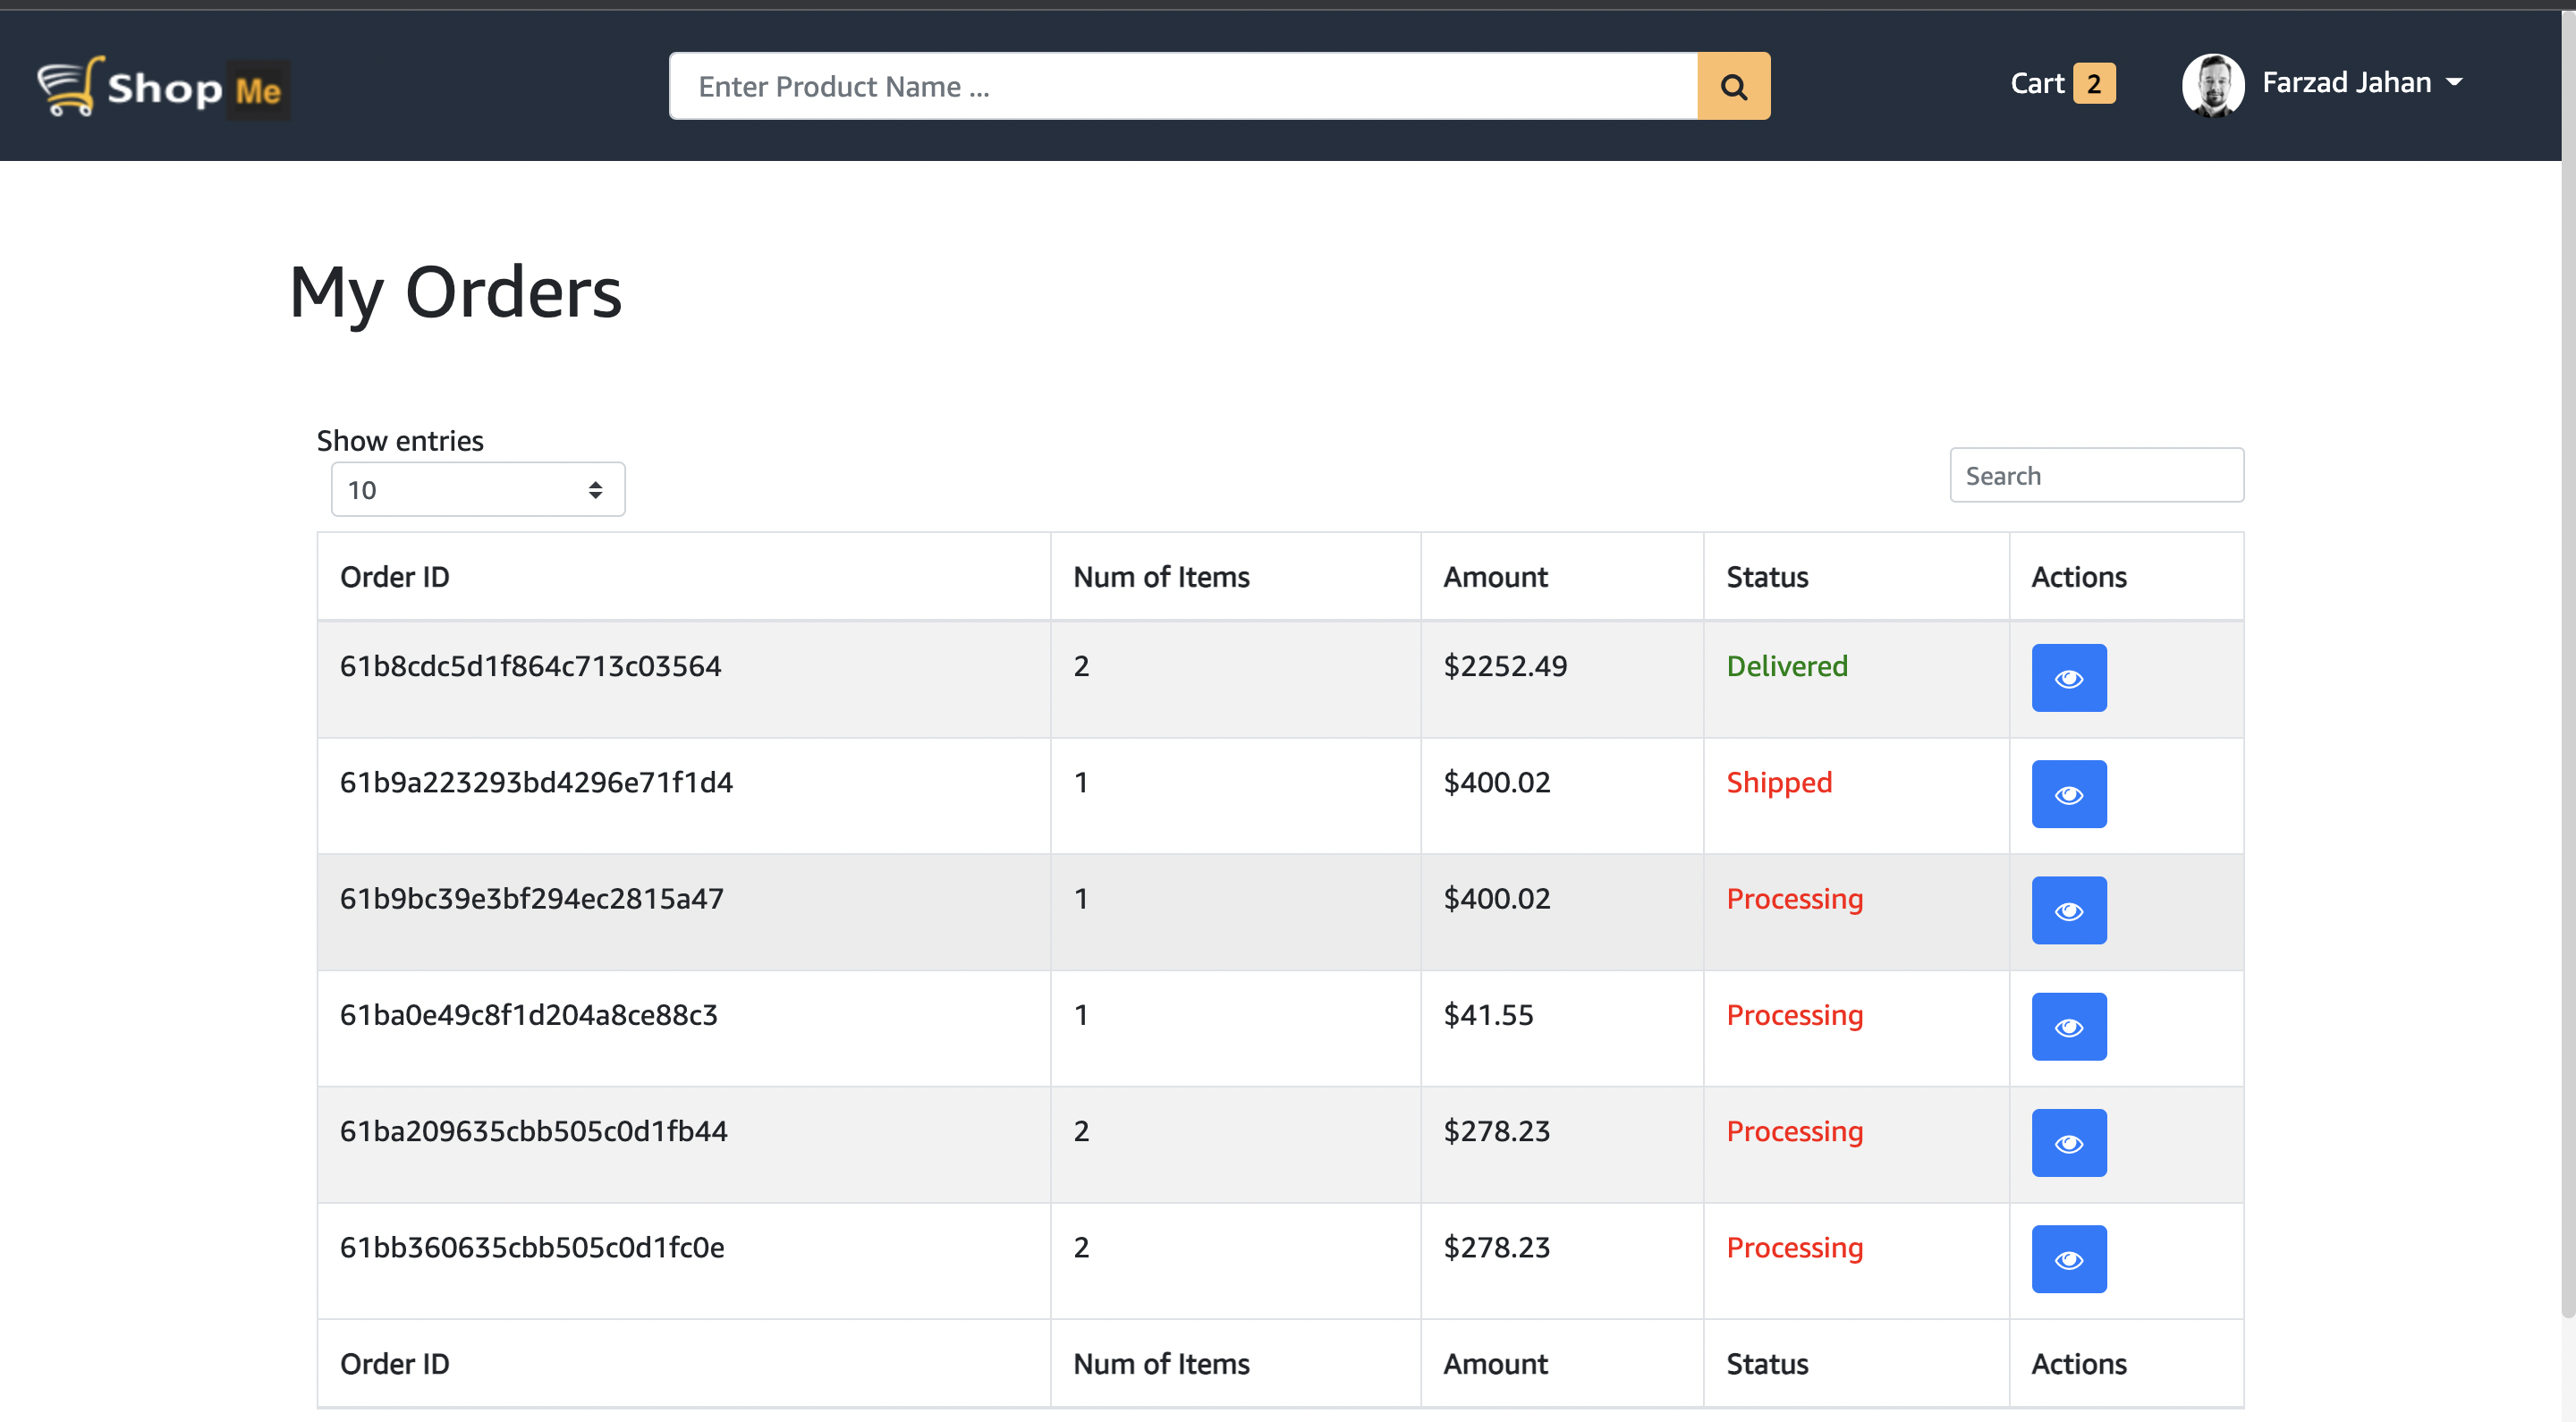 Shop Me
Enter Product Name ...
Cart 2
Farzad Jahan
My Orders
Show entries
10
Search
Order ID Num of Items Amount Status Actions
61b8cdc5d1f864c713c03564 2 $2252.49 Delivered
61b9a223293bd4296e71f1d4 1 $400.02 Shipped
61b9bc39e3bf294ec2815a47 1 $400.02 Processing
61ba0e49c8f1d204a8ce88c3 1 $41.55 Processing
61ba209635cbb505c0d1fb44 2 $278.23 Processing
61bb360635cbb505c0d1fc0e 2 $278.23 Processing
Order ID Num of Items Amount Status Actions